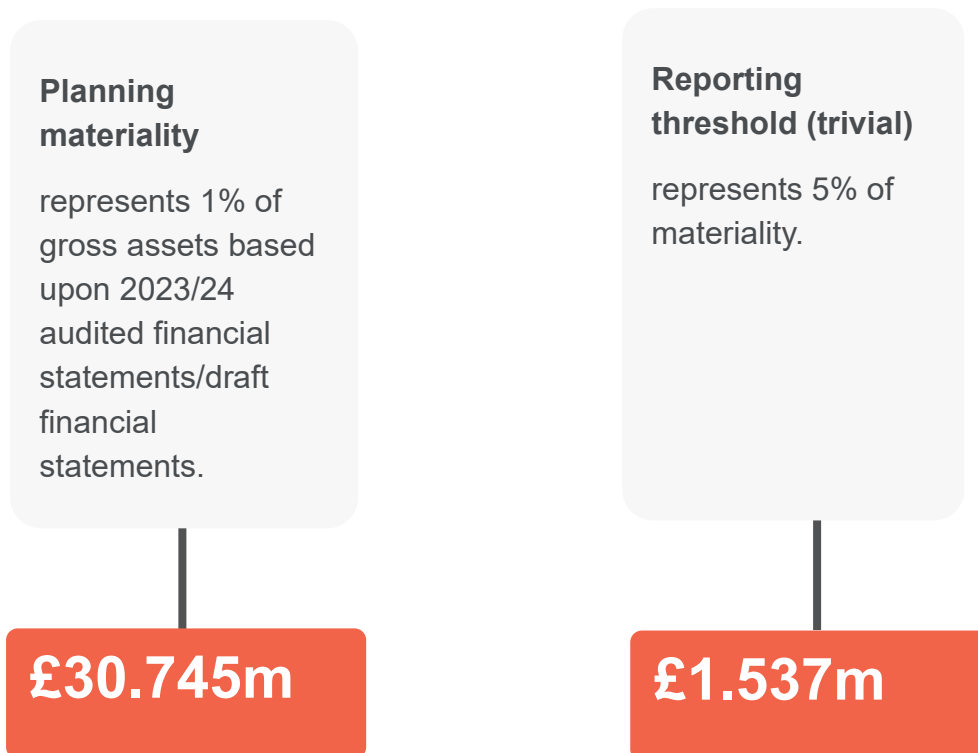 Planning
materiality
represents 1% of
gross assets based
upon 2023/24
audited financial
statements/draft
financial
statements.
£30.745m
Reporting
threshold (trivial)
represents 5% of
materiality.
£1.537m